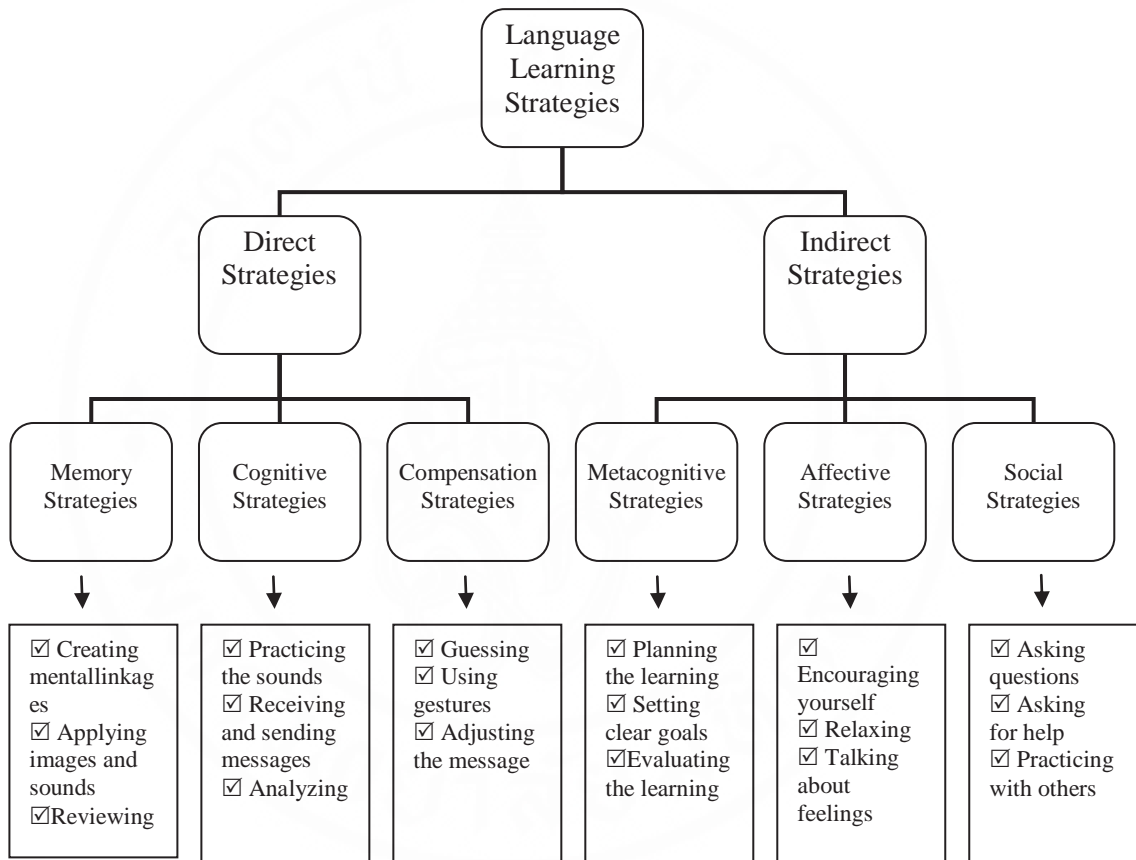 Language
Learning
Strategies
Direct
Strategies
Indirect
Strategies
Memory
Strategies
Cognitive
Strategies
Compensation
Strategies
Metacognitive
Strategies
Affective
Strategies
Social
Strategies
☑ Creating
mentallinkag
es
☑ Applying
images and
sounds
☑Reviewing
☑ Practicing
the sounds
☑ Receiving
and sending
messages
☑ Analyzing
☑ Guessing
☑ Using
gestures
☑ Adjusting
the message
☑ Planning
the learning
☑ Setting
clear goals
☑Evaluating
the learning
☑
Encouraging
yourself
☑ Relaxing
☑ Talking
about
feelings
☑ Asking
questions
☑ Asking
for help
☑ Practicing
with others